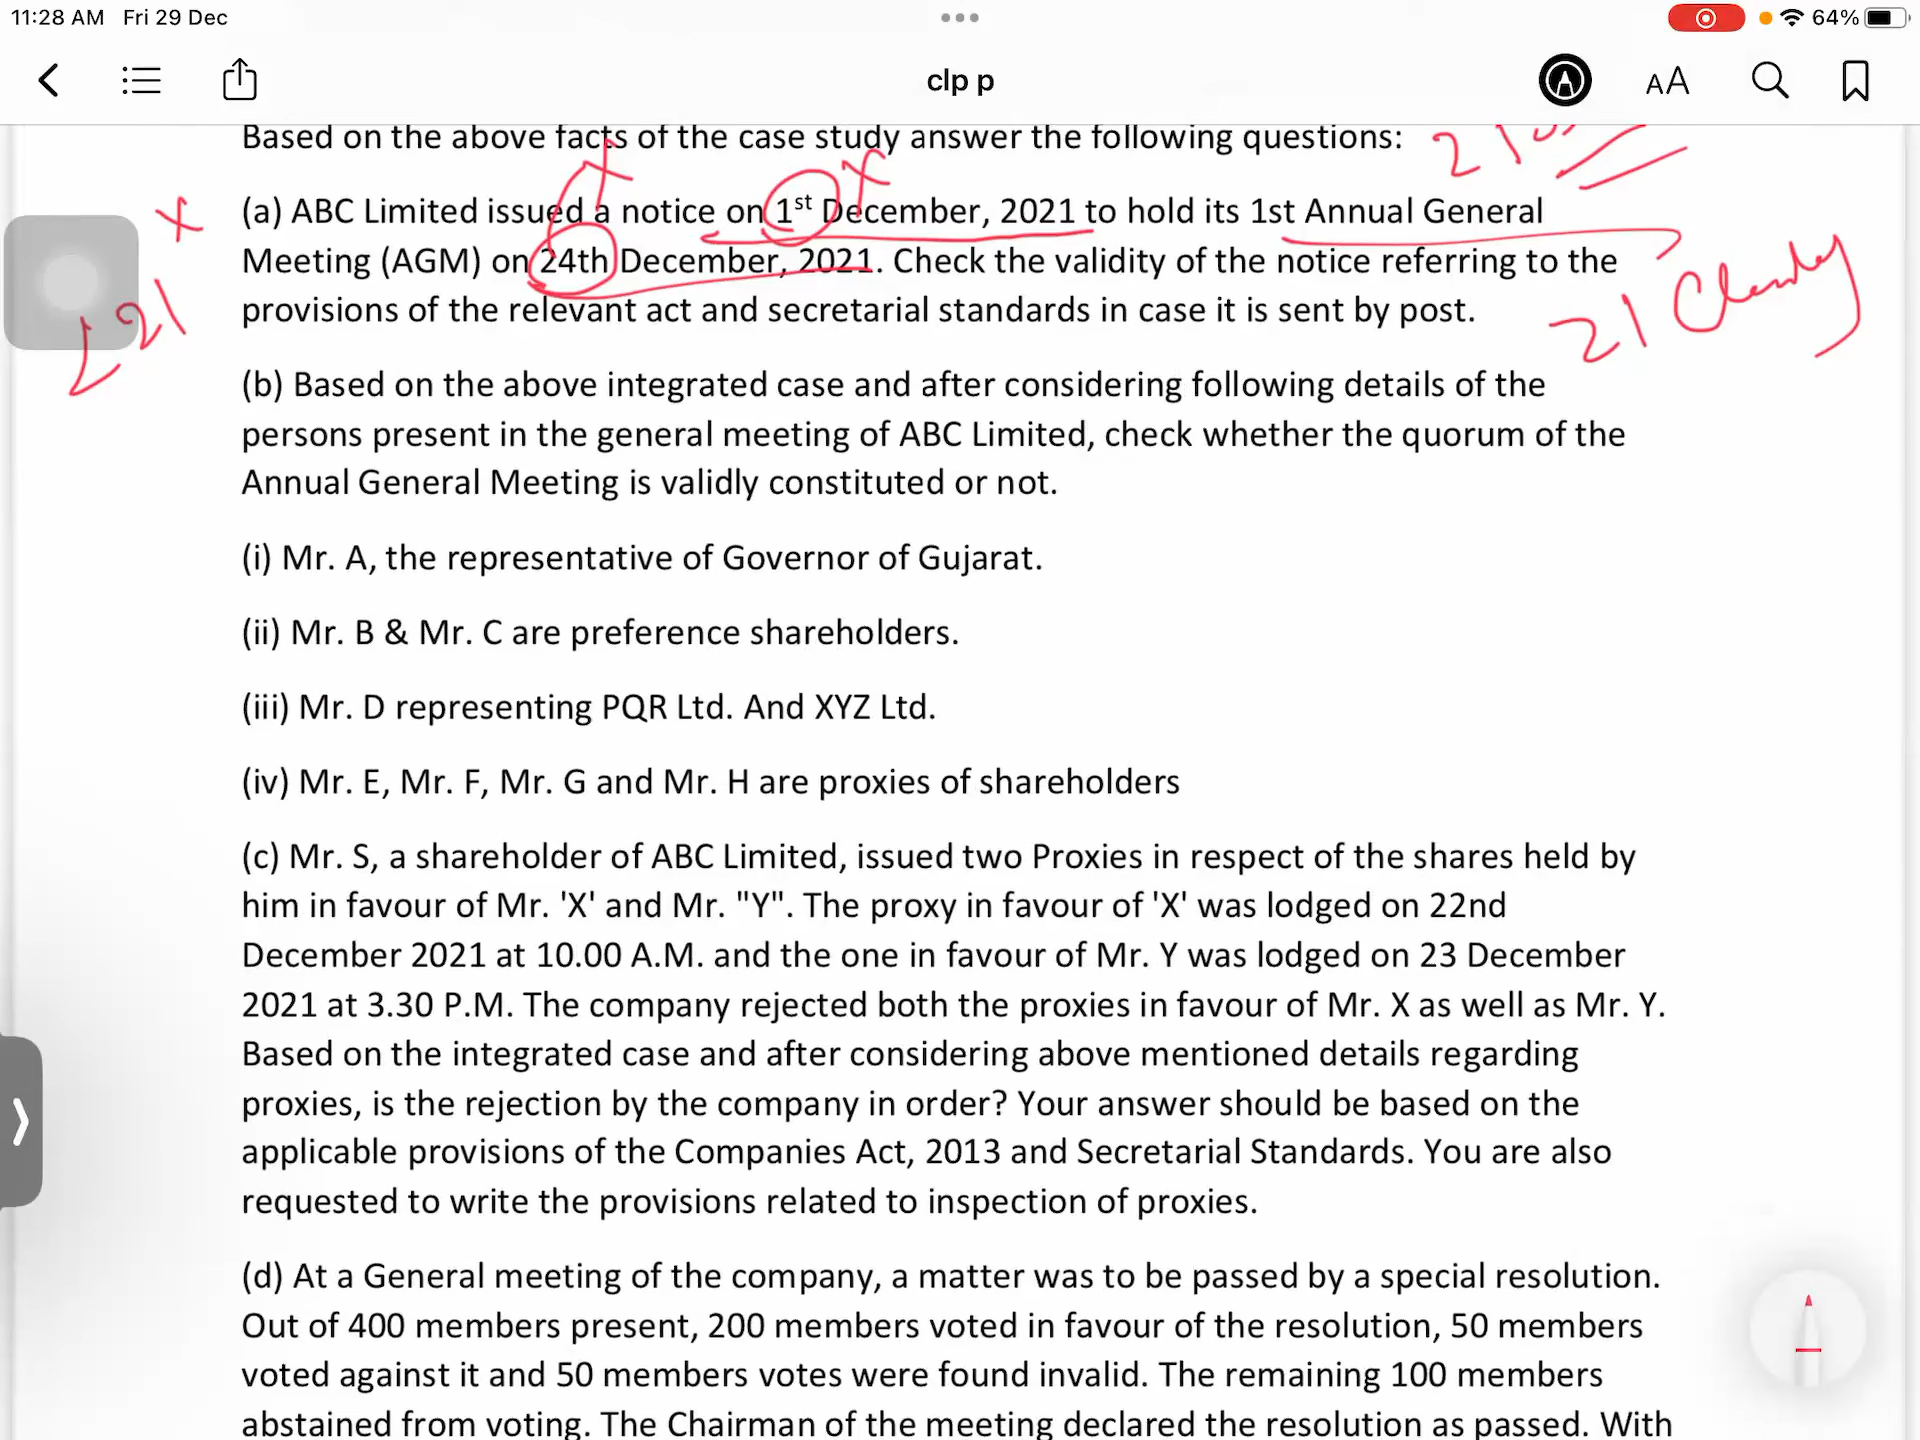 11:28 AM Fri 29 Dec
64%
clp p
AA
Based on the above facts of the case study answer the following questions:
(a) ABC Limited issued a notice on 1st December, 2021 to hold its 1st Annual General
Meeting (AGM) on 24th December, 2021. Check the validity of the notice referring to the
provisions of the relevant act and secretarial standards in case it is sent by post.
X
X
X
21
21
21
(b) Based on the above integrated case and after considering following details of the
persons present in the general meeting of ABC Limited, check whether the quorum of the
Annual General Meeting is validly constituted or not.
(i) Mr. A, the representative of Governor of Gujarat.
(ii) Mr. B & Mr. C are preference shareholders.
(iii) Mr. D representing PQR Ltd. And XYZ Ltd.
(iv) Mr. E, Mr. F, Mr. G and Mr. H are proxies of shareholders
(c) Mr. S, a shareholder of ABC Limited, issued two Proxies in respect of the shares held by
him in favour of Mr. 'X' and Mr. "Y". The proxy in favour of 'X' was lodged on 22nd
December 2021 at 10.00 A.M. and the one in favour of Mr. Y was lodged on 23 December
2021 at 3.30 P.M. The company rejected both the proxies in favour of Mr. X as well as Mr. Y.
Based on the integrated case and after considering above mentioned details regarding
proxies, is the rejection by the company in order? Your answer should be based on the
applicable provisions of the Companies Act, 2013 and Secretarial Standards. You are also
requested to write the provisions related to inspection of proxies.
(d) At a General meeting of the company, a matter was to be passed by a special resolution.
Out of 400 members present, 200 members voted in favour of the resolution, 50 members
voted against it and 50 members votes were found invalid. The remaining 100 members
abstained from voting. The Chairman of the meeting declared the resolution as passed. With